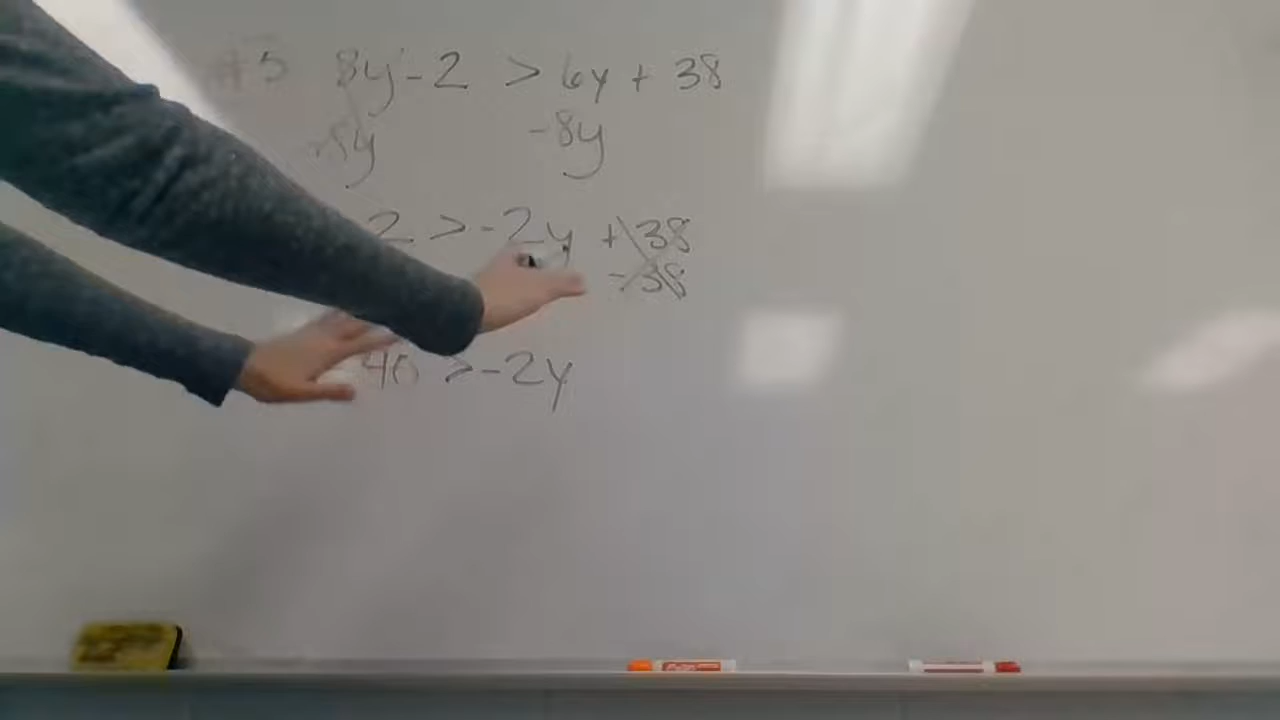 #5 8y - 2 > 6y + 38
-8y -8y
2 > -2y + 38
- 38
40 > -2y